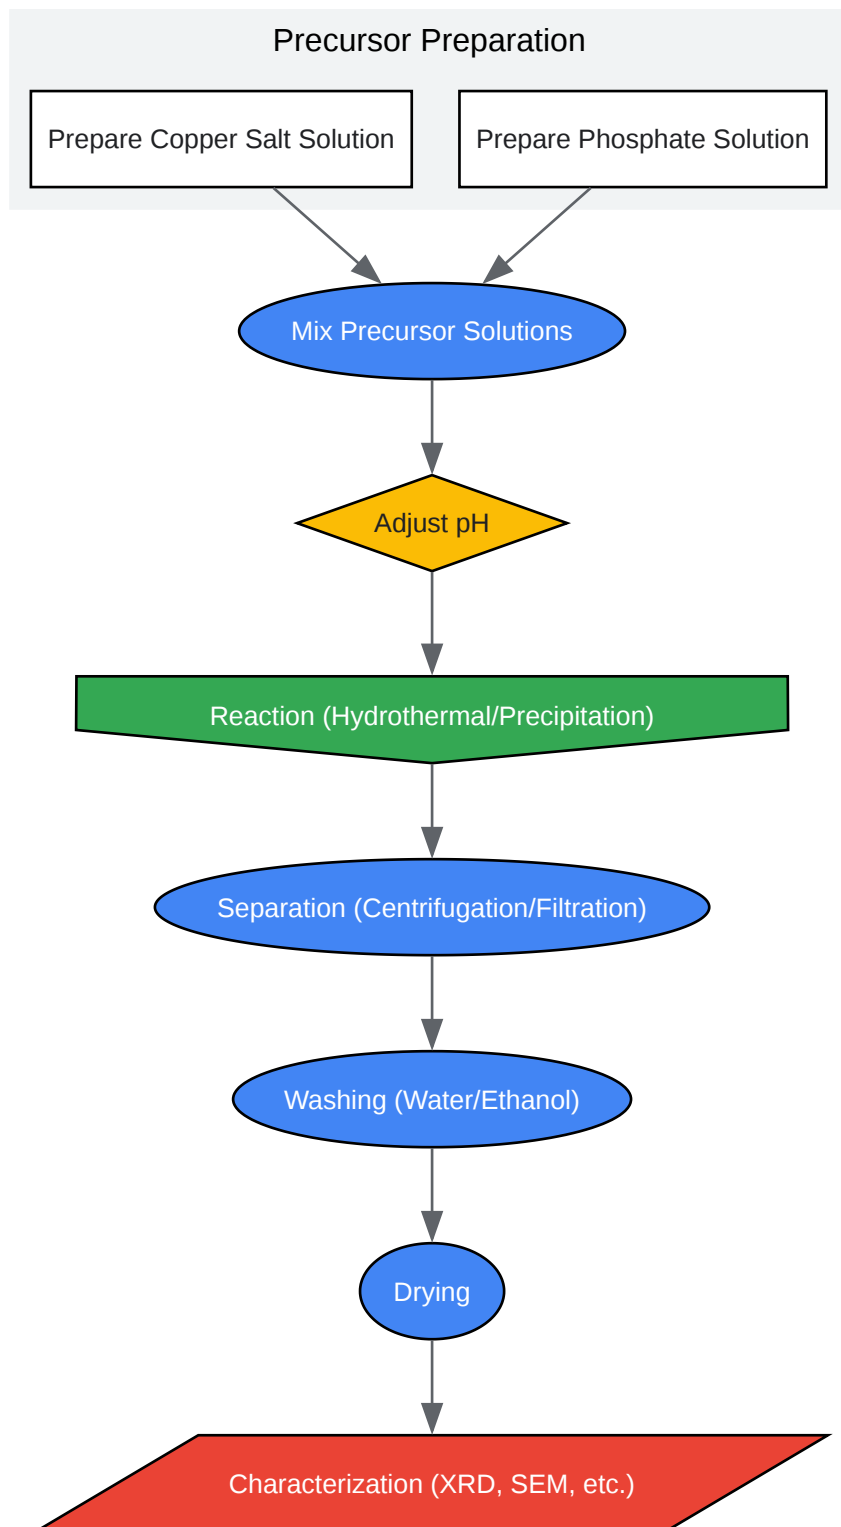 Precursor Preparation
Prepare Copper Salt Solution
Prepare Phosphate Solution
Mix Precursor Solutions
Adjust pH
Reaction (Hydrothermal/Precipitation)
Separation (Centrifugation/Filtration)
Washing (Water/Ethanol)
Drying
Characterization (XRD, SEM, etc.)